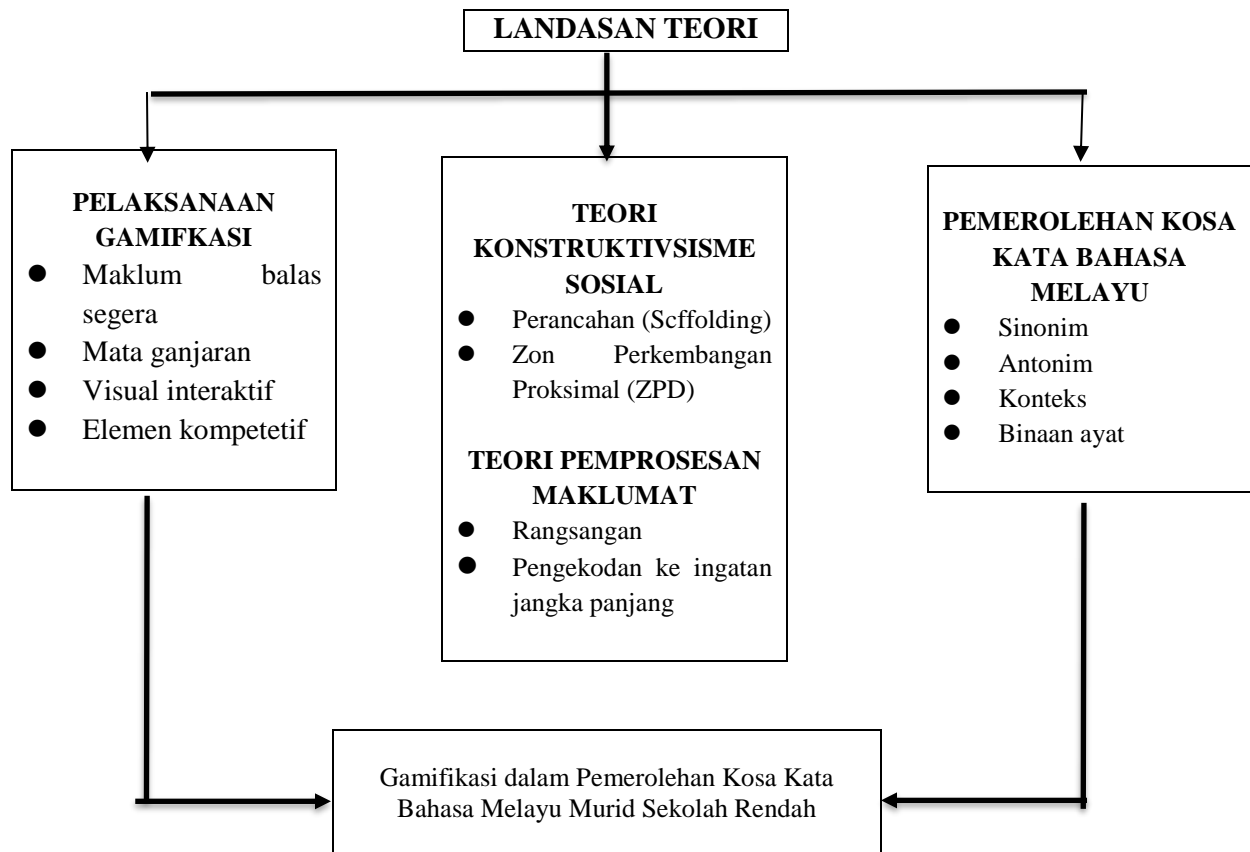 LANDASAN TEORI
PELAKSANAAN
GAMIFKASI
● Maklum balas
segera
● Mata ganjaran
● Visual interaktif
● Elemen kompetetif
TEORI
KONSTRUKTIVSISME
SOSIAL
● Perancahan (Scffolding)
● Zon Perkembangan
Proksimal (ZPD)
TEORI PEMPROSESAN
MAKLUMAT
● Rangsangan
● Pengekodan ke ingatan
jangka panjang
PEMEROLEHAN KOSA
KATA BAHASA
MELAYU
● Sinonim
● Antonim
● Konteks
● Binaan ayat
Gamifikasi dalam Pemerolehan Kosa Kata
Bahasa Melayu Murid Sekolah Rendah